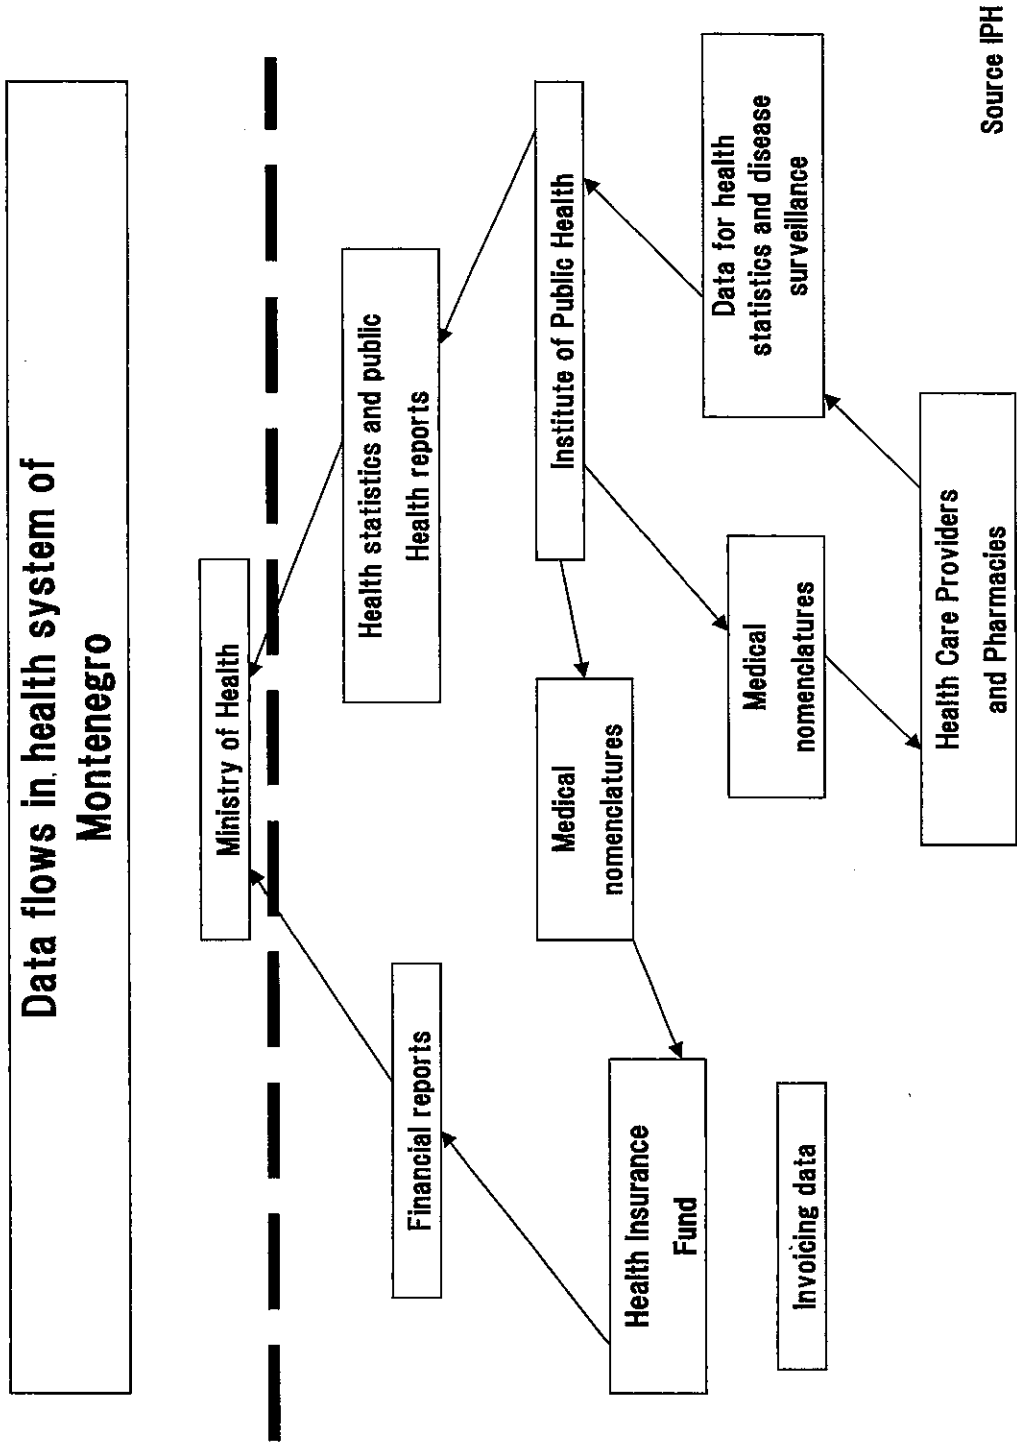 Data flows in health system of
Montenegro
Ministry of Health
Financial reports
Health statistics and public
Health reports
Health Insurance
Fund
Medical
nomenclatures
Institute of Public Health
Invoicing data
Medical
nomenclatures
Data for health
statistics and disease
surveillance
Health Care Providers
and Pharmacies
Source IPH